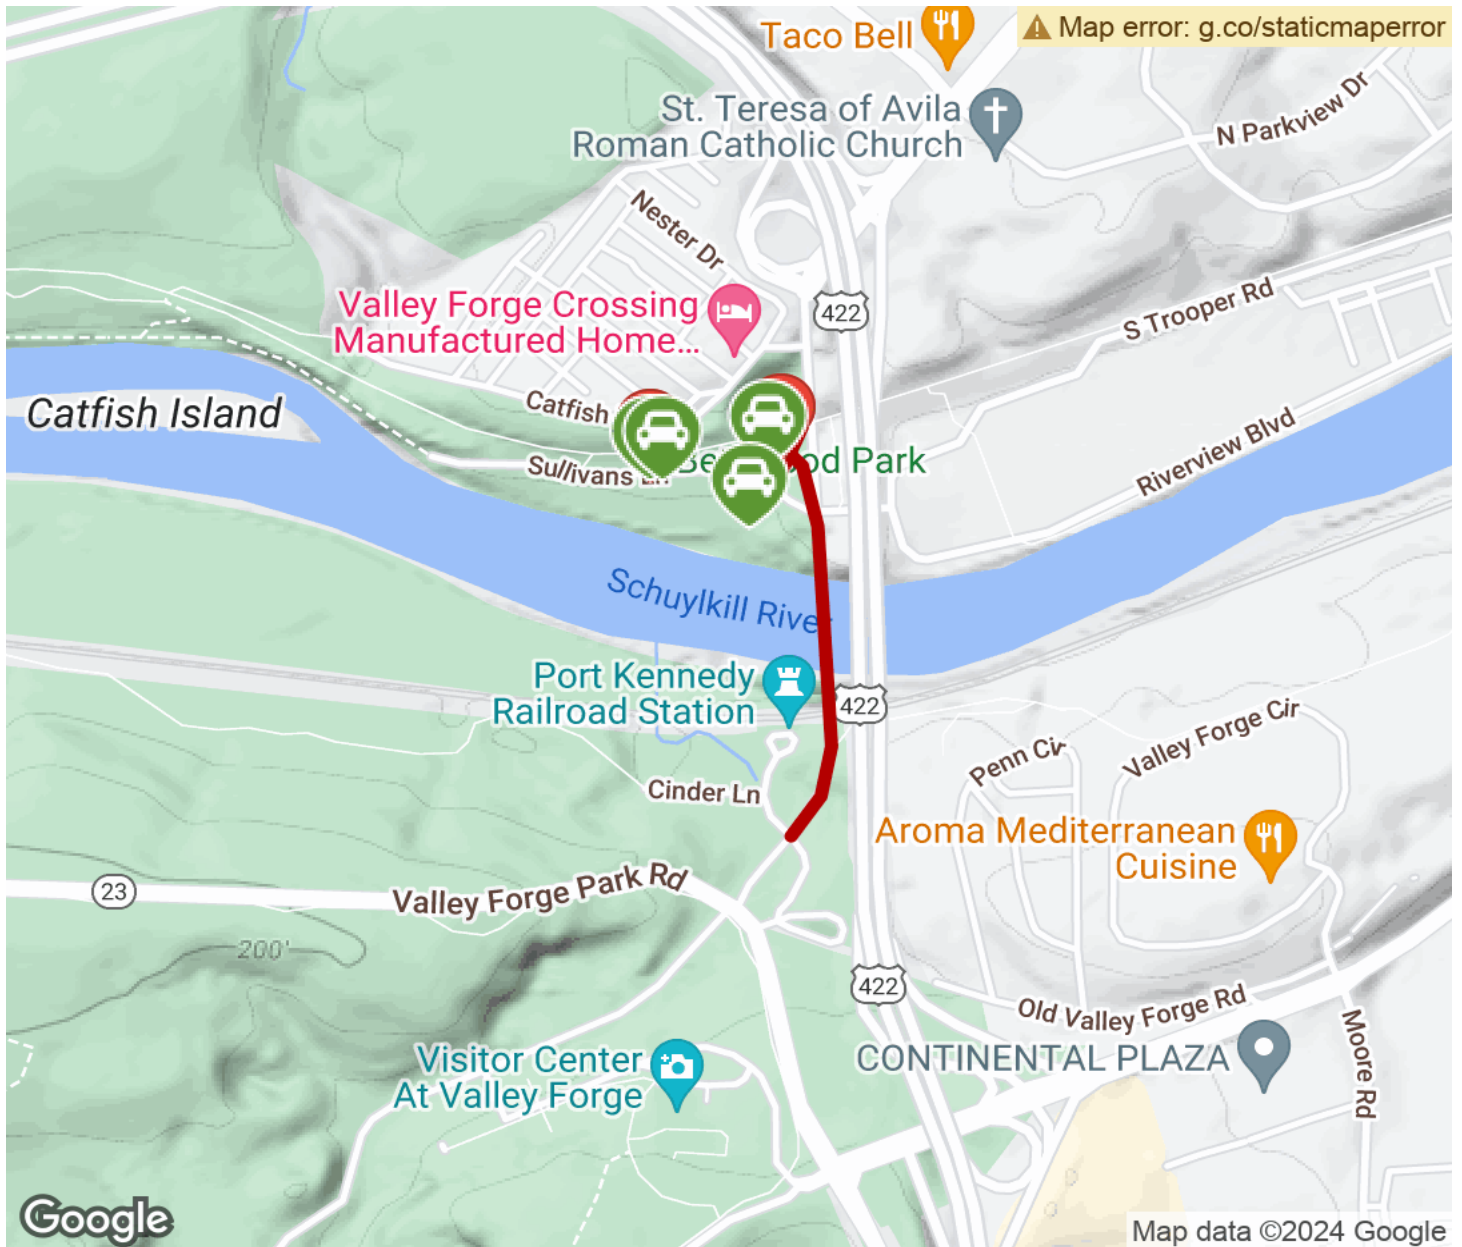 Taco Bell
Map error: g.co/staticmaperror
St. Teresa of Avila
Roman Catholic Church
N Parkview Dr
Nester Dr
Valley Forge Crossing
Manufactured Home...
422
S Trooper Rd
Catfish
Catfish Island
Sullivans
Park
Riverview Blvd
Schuylkill River
Port Kennedy
Railroad Station
422
Valley Forge Cir
Penn Cir
Cinder Ln
Aroma Mediterranean
Cuisine
23
Valley Forge Park Rd
200'
422
Old Valley Forge Rd
Moore Rd
Visitor Center
At Valley Forge
CONTINENTAL PLAZA
Google
Map data ©2024 Google